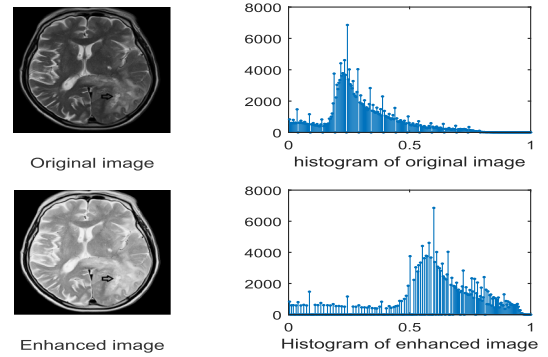 8000
6000
4000
2000
0
0 0.5 1
Original image
histogram of original image
8000
6000
4000
2000
0
0 0.5 1
Enhanced image
Histogram of enhanced image